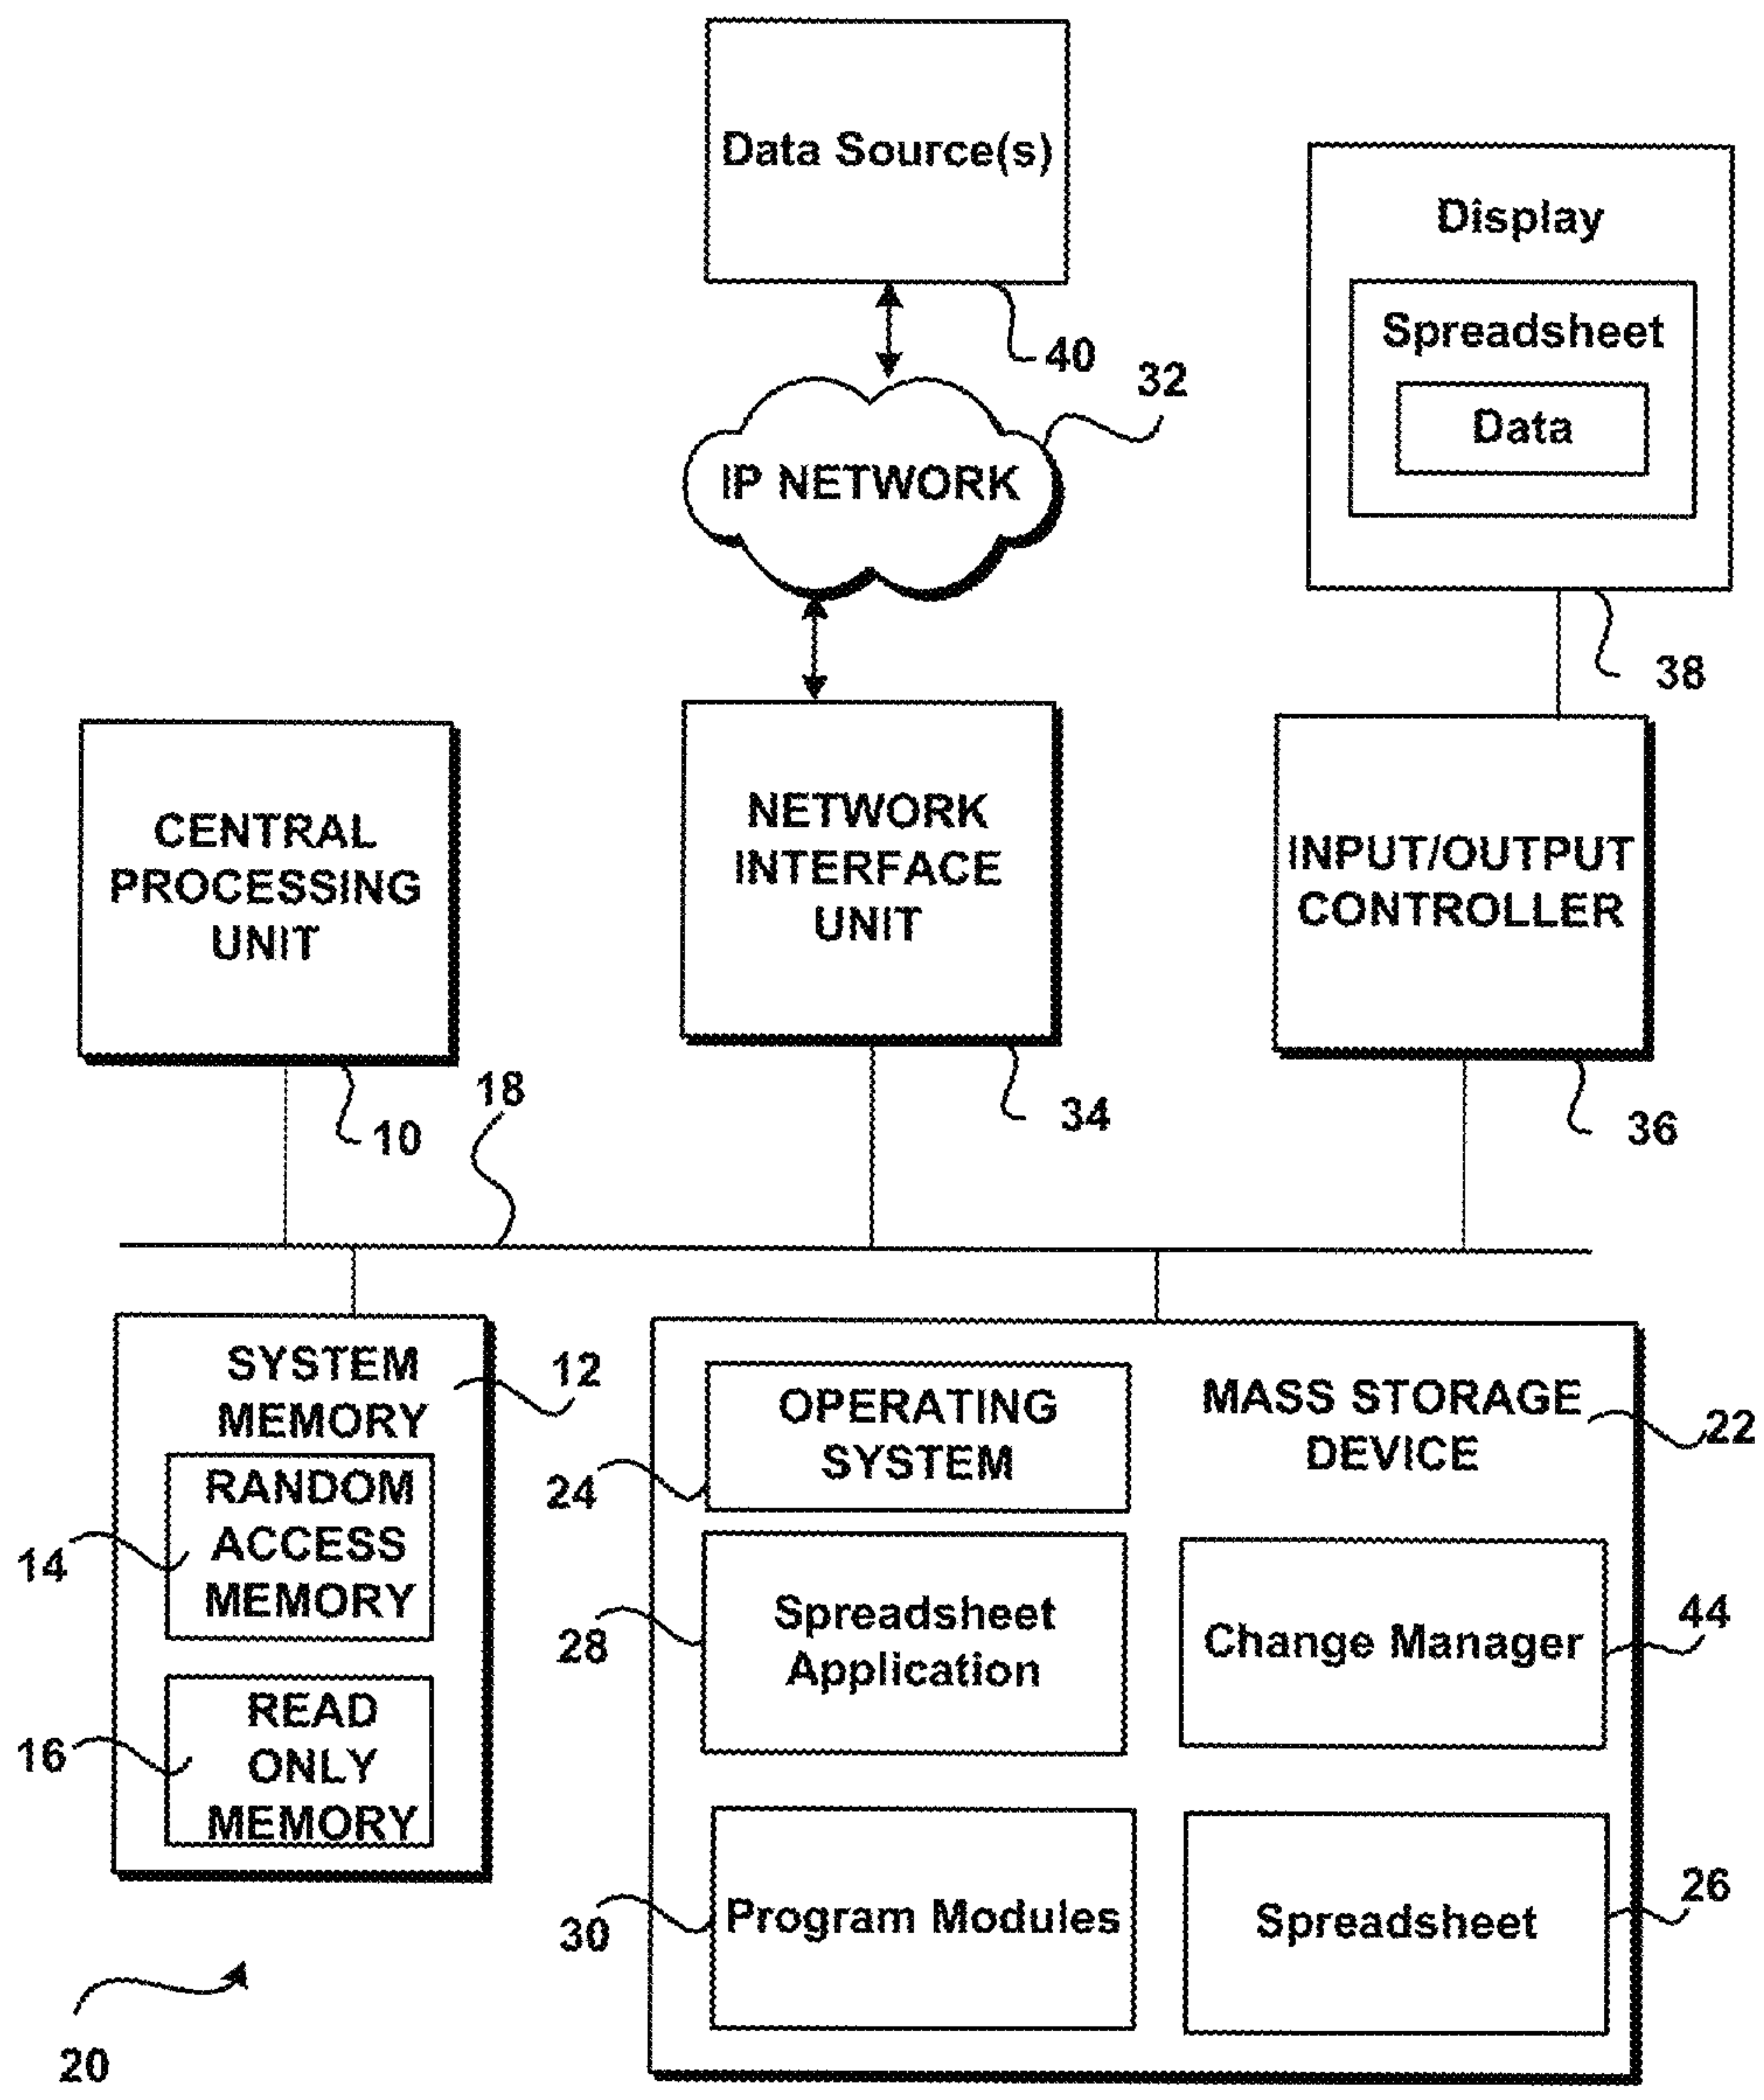 Data Source(s)
40
32
IP NETWORK
Display
Spreadsheet
Data
38
CENTRAL
PROCESSING
UNIT
10
NETWORK
INTERFACE
UNIT
34
INPUT/OUTPUT
CONTROLLER
36
18
SYSTEM
MEMORY
12
RANDOM
ACCESS
MEMORY
14
READ
ONLY
MEMORY
16
OPERATING
SYSTEM
24
MASS STORAGE
DEVICE
22
Spreadsheet
Application
28
Change Manager
44
Program Modules
30
Spreadsheet
26
20